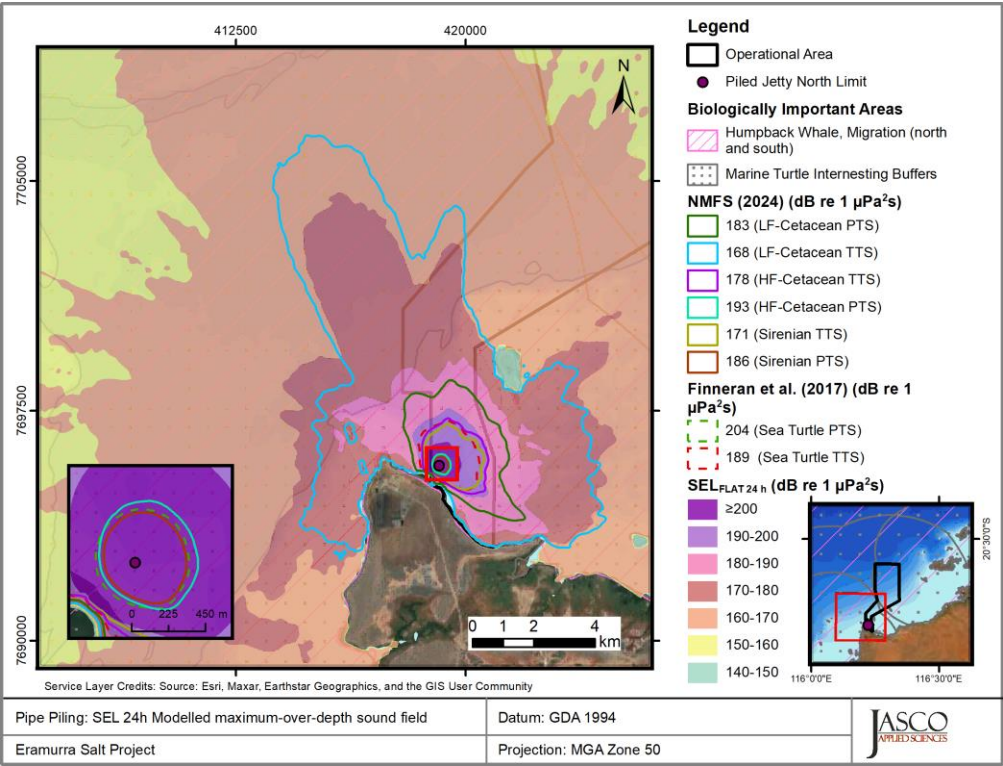 412500
420000
7705000
7697500
7690000
N
0 225 450 m
0 1 2 4
km
Service Layer Credits: Source: Esri, Maxar, Earthstar Geographics, and the GIS User Community
Legend
Operational Area
Piled Jetty North Limit
Biologically Important Areas
Humpback Whale, Migration (north
and south)
Marine Turtle Internesting Buffers
NMFS (2024) (dB re 1 µPa²s)
183 (LF-Cetacean PTS)
168 (LF-Cetacean TTS)
178 (HF-Cetacean TTS)
193 (HF-Cetacean PTS)
171 (Sirenian TTS)
186 (Sirenian PTS)
Finneran et al. (2017) (dB re 1
µPa²s)
204 (Sea Turtle PTS)
189 (Sea Turtle TTS)
SELFLAT 24 h (dB re 1 µPa²s)
≥200
190-200
180-190
170-180
160-170
150-160
140-150
20°30'0"S
116°0'0"E
116°30'0"E
Pipe Piling: SEL 24h Modelled maximum-over-depth sound field
Datum: GDA 1994
Eramurra Salt Project
Projection: MGA Zone 50
JASCO
APPLIED SCIENCES